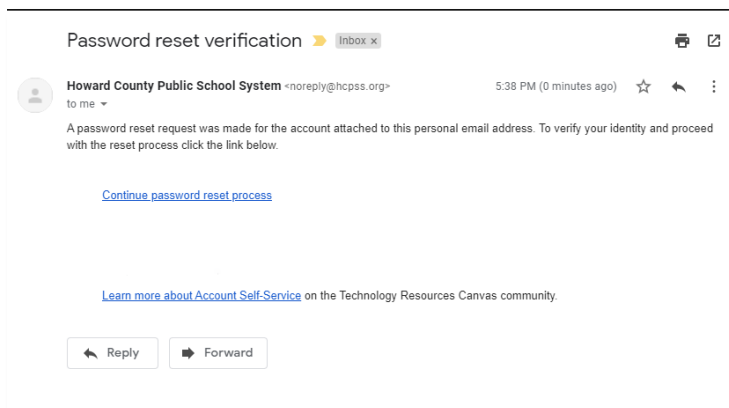 Password reset verification Inbox x
Howard County Public School System <noreply@hcpss.org> 5:38 PM (0 minutes ago)
to me
A password reset request was made for the account attached to this personal email address. To verify your identity and proceed
with the reset process click the link below.
Continue password reset process
Learn more about Account Self-Service on the Technology Resources Canvas community.
Reply Forward